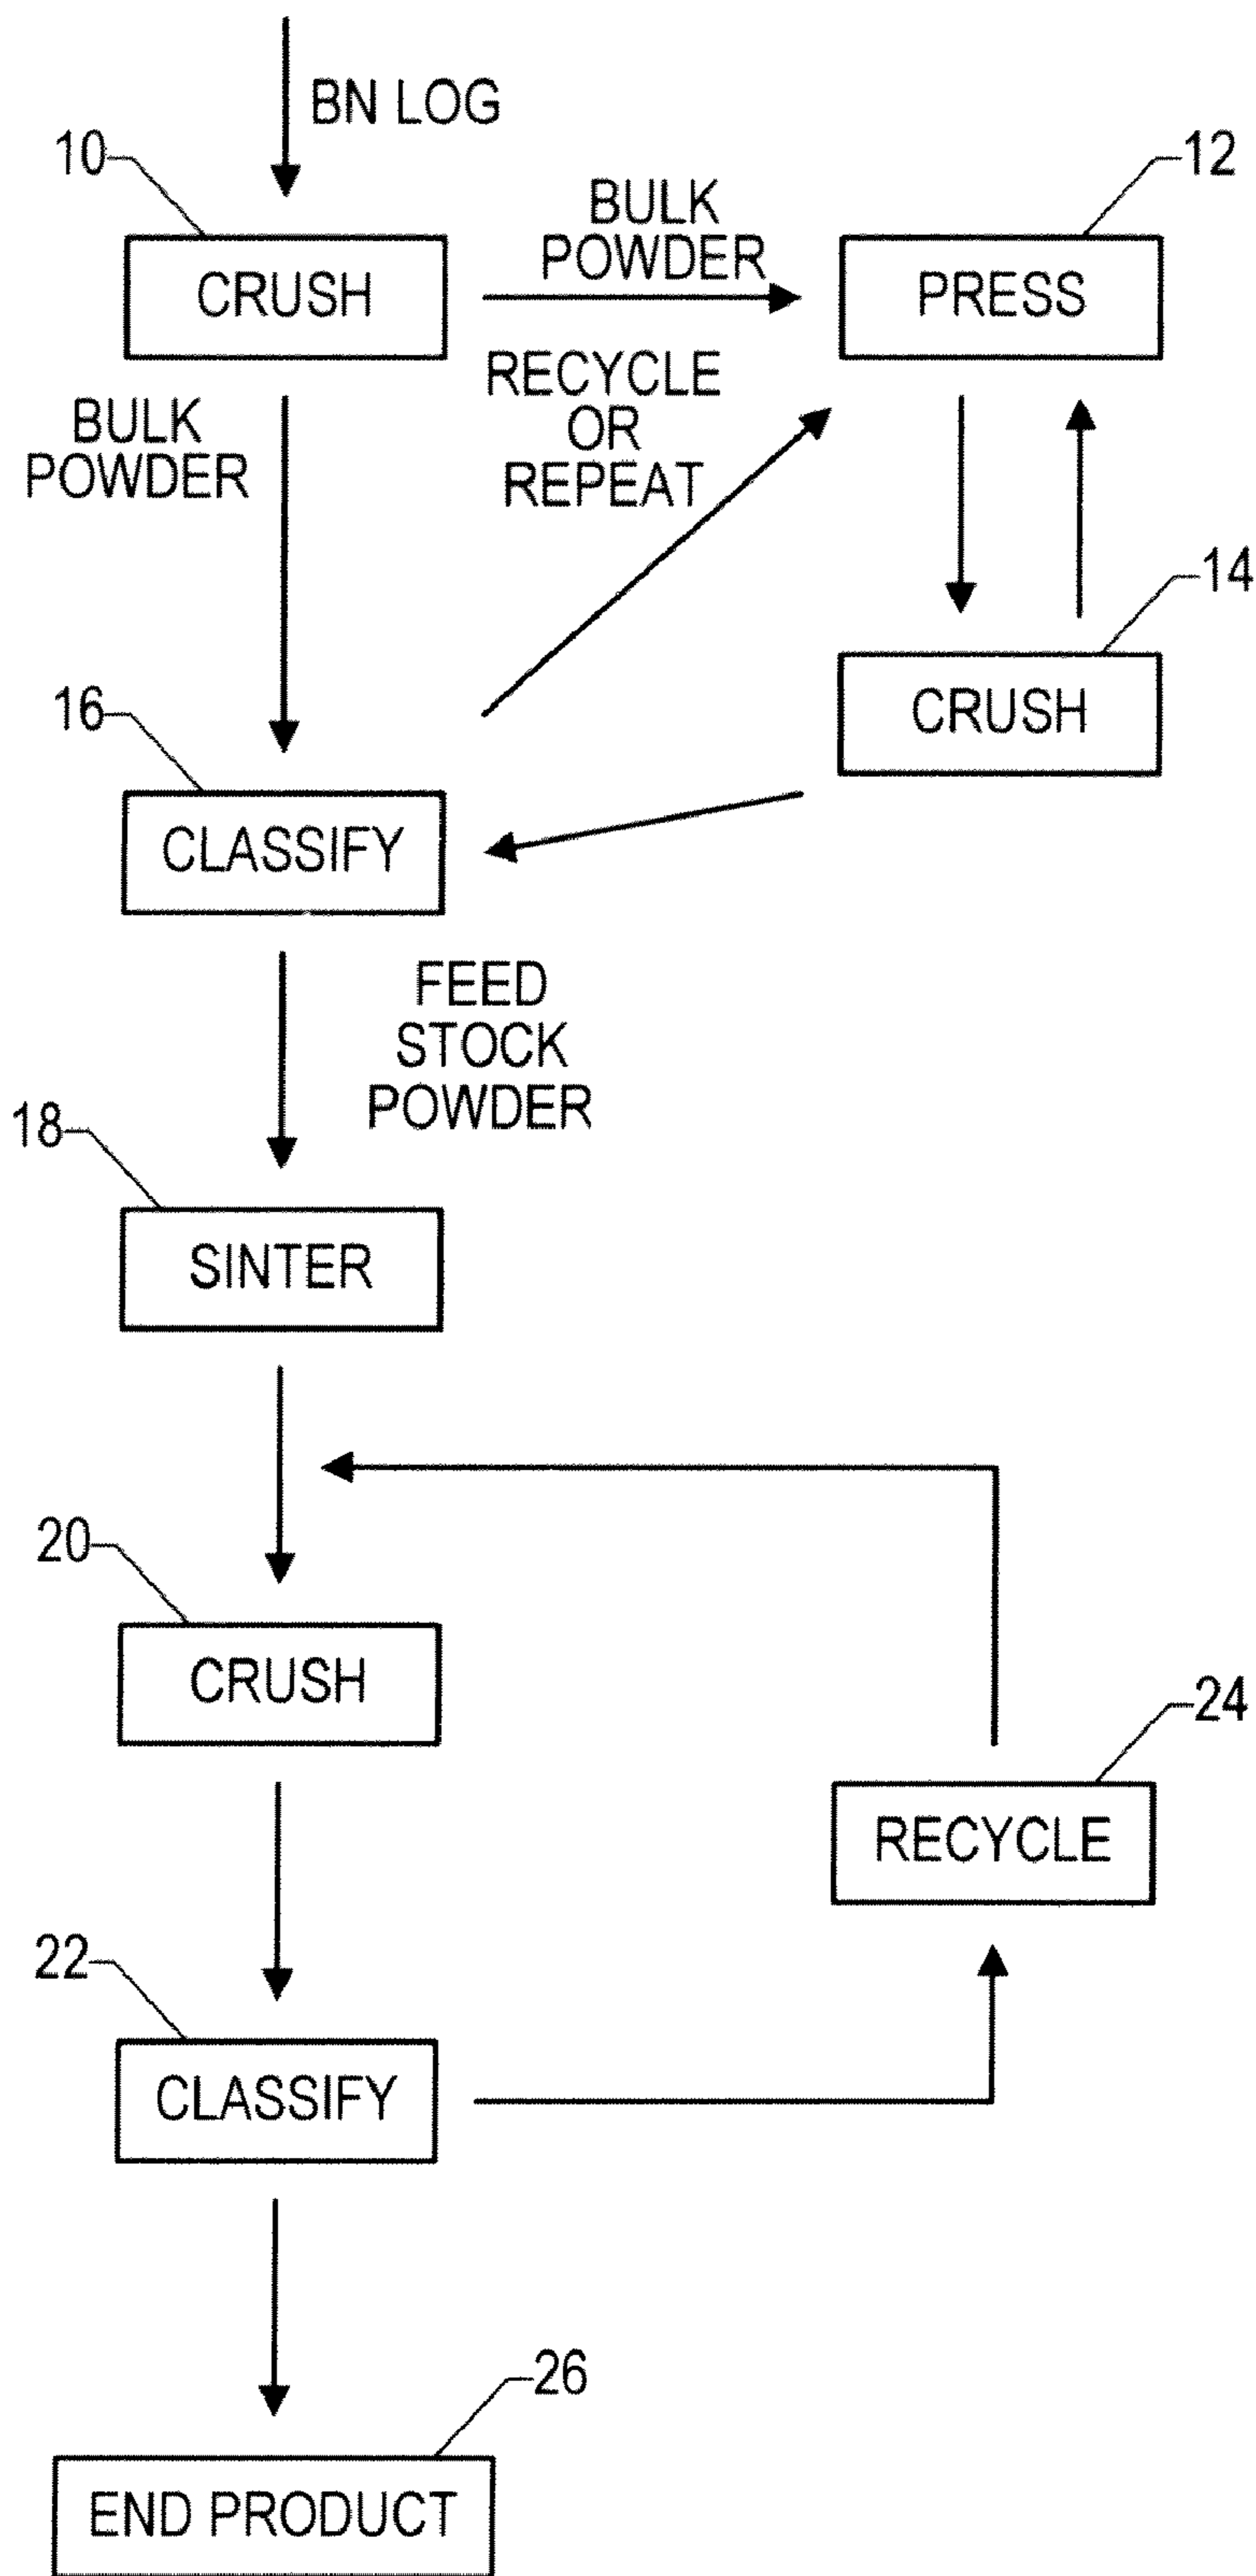 BN LOG
10
12
BULK
POWDER
CRUSH
PRESS
RECYCLE
OR
REPEAT
BULK
POWDER
14
CRUSH
16
CLASSIFY
FEED
STOCK
POWDER
18
SINTER
20
CRUSH
24
RECYCLE
22
CLASSIFY
26
END PRODUCT